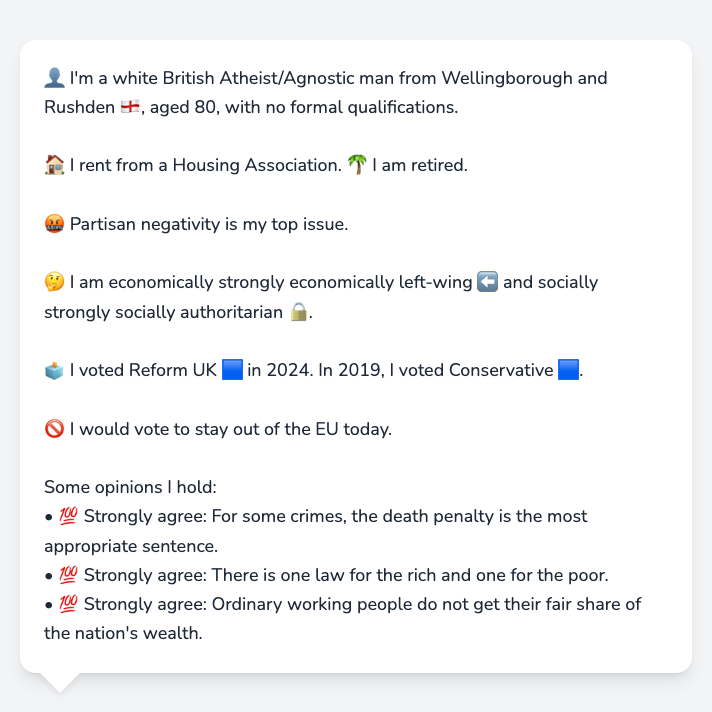 👤 I'm a white British Atheist/Agnostic man from Wellingborough and
Rushden 🏴󠁧󠁢󠁥󠁮󠁧󠁿, aged 80, with no formal qualifications.
🏠 I rent from a Housing Association. 🌴 I am retired.
🤬 Partisan negativity is my top issue.
🤔 I am economically strongly economically left-wing ⬅️ and socially
strongly socially authoritarian 🔒.
🗳️ I voted Reform UK 🟦 in 2024. In 2019, I voted Conservative 🟦.
🚫 I would vote to stay out of the EU today.
Some opinions I hold:
• 💯 Strongly agree: For some crimes, the death penalty is the most
appropriate sentence.
• 💯 Strongly agree: There is one law for the rich and one for the poor.
• 💯 Strongly agree: Ordinary working people do not get their fair share of
the nation's wealth.